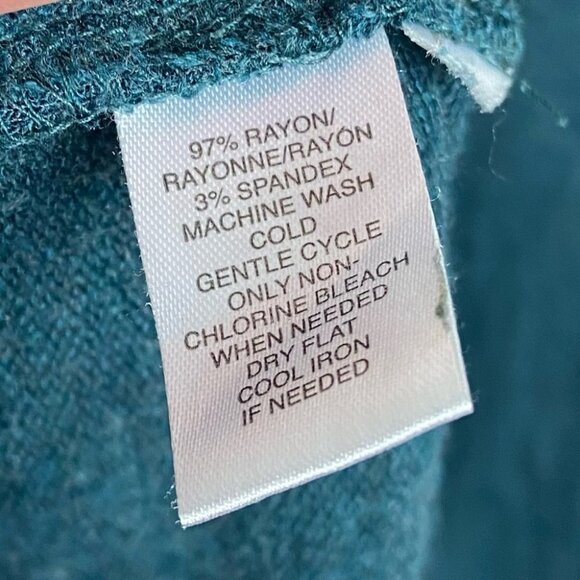 97% RAYON/
RAYONNE/RAYÓN
3% SPANDEX
MACHINE WASH
COLD
GENTLE CYCLE
ONLY NON-
CHLORINE BLEACH
WHEN NEEDED
DRY FLAT
COOL IRON
IF NEEDED